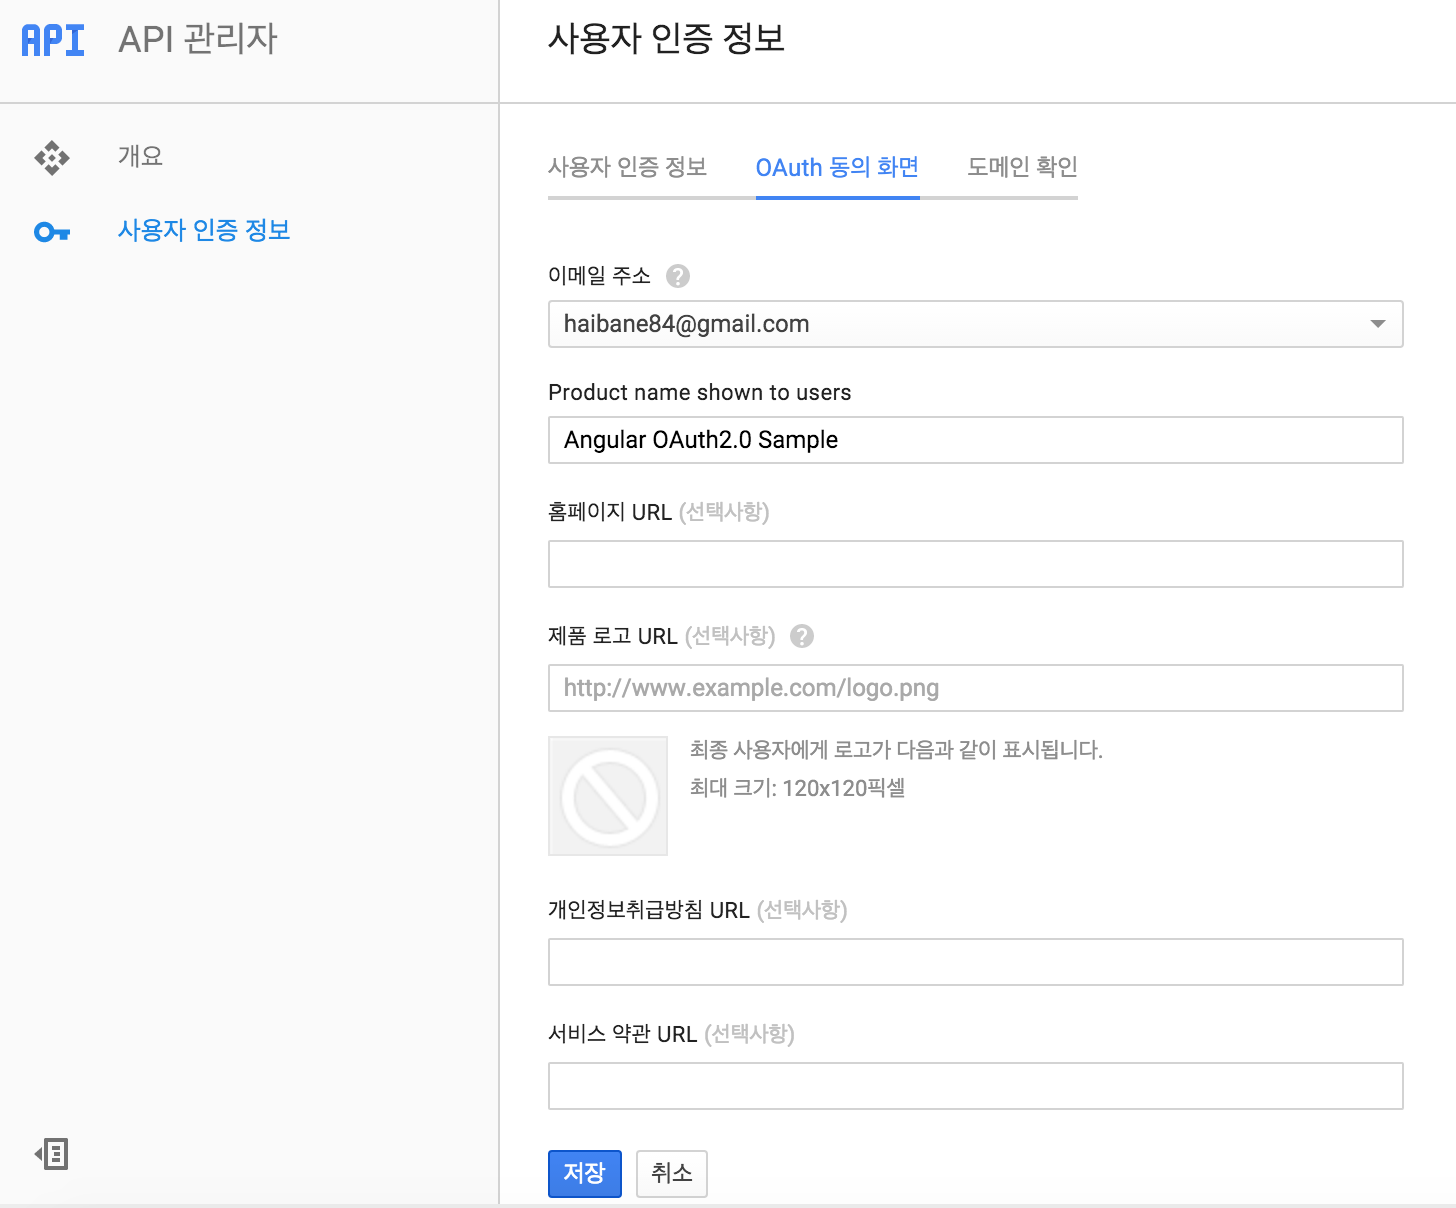 API API 관리자
사용자 인증 정보
개요
사용자 인증 정보
사용자 인증 정보 OAuth 동의 화면 도메인 확인
이메일 주소 ?
haibane84@gmail.com
Product name shown to users
Angular OAuth2.0 Sample
홈페이지 URL (선택사항)
제품 로고 URL (선택사항) ?
http://www.example.com/logo.png
최종 사용자에게 로고가 다음과 같이 표시됩니다.
최대 크기: 120x120픽셀
개인정보취급방침 URL (선택사항)
서비스 약관 URL (선택사항)
저장 취소